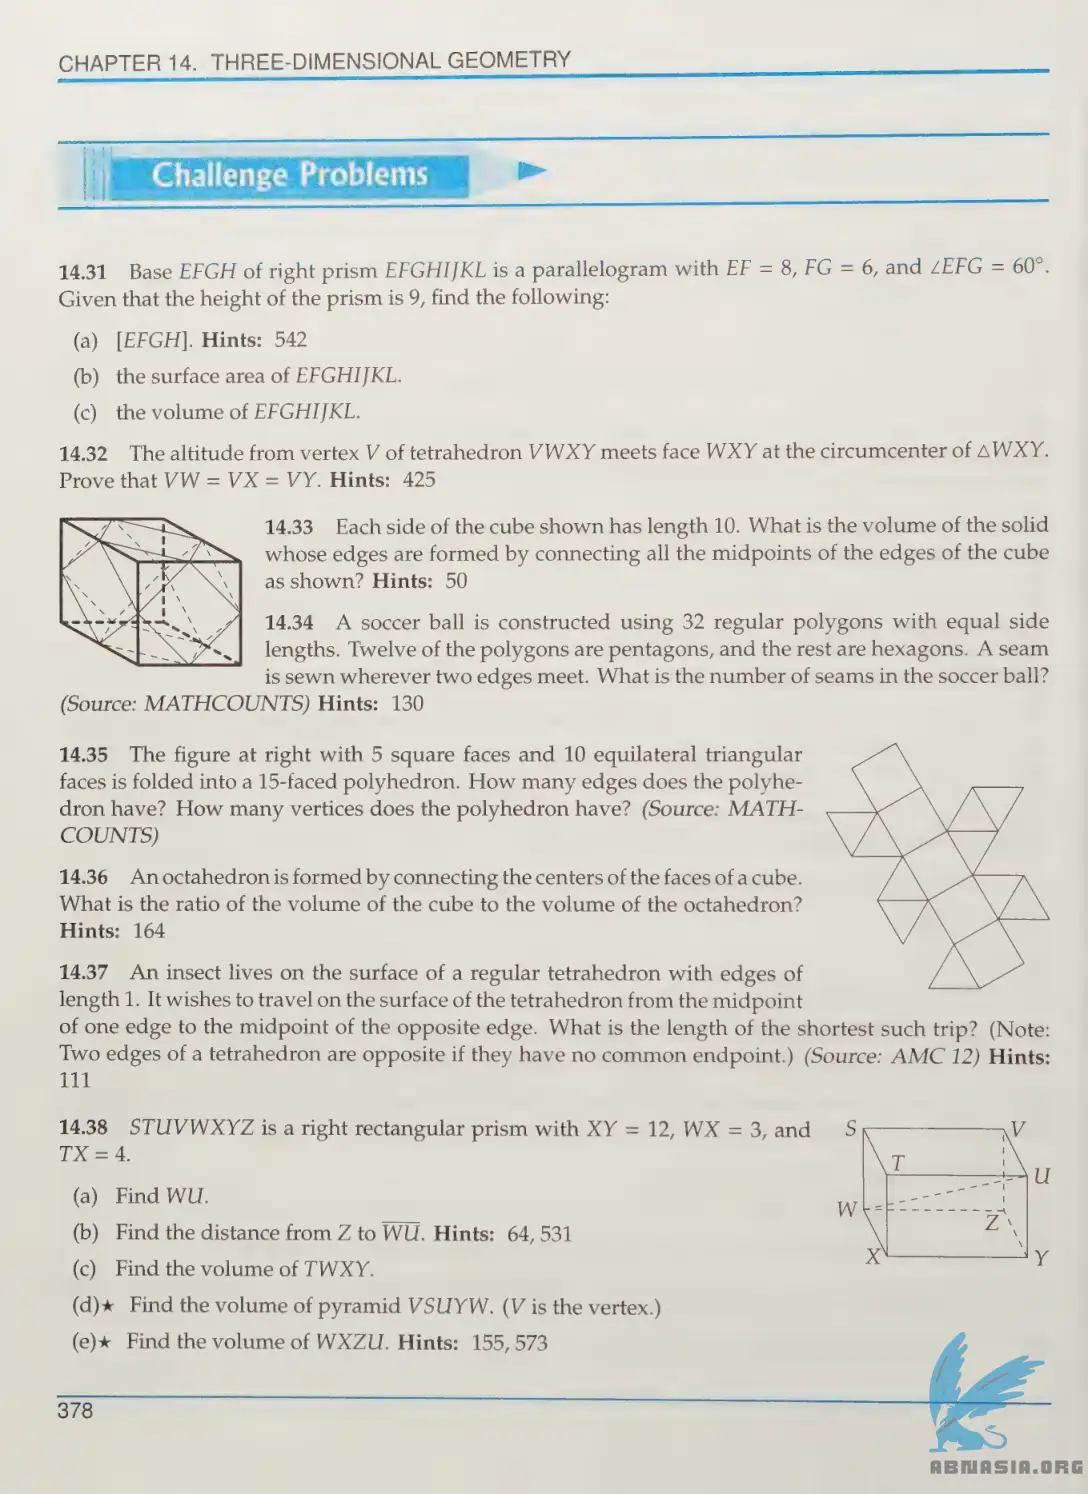 CHAPTER 14. THREE-DIMENSIONAL GEOMETRY
Challenge Problems
14.31 Base EFGH of right prism EFGHIJKL is a parallelogram with EF = 8, FG = 6, and ∠EFG = 60°.
Given that the height of the prism is 9, find the following:
(a) [EFGH]. Hints: 542
(b) the surface area of EFGHIJKL.
(c) the volume of EFGHIJKL.
14.32 The altitude from vertex V of tetrahedron VWXY meets face WXY at the circumcenter of △WXY.
Prove that VW = VX = VY. Hints: 425
14.33 Each side of the cube shown has length 10. What is the volume of the solid
whose edges are formed by connecting all the midpoints of the edges of the cube
as shown? Hints: 50
14.34 A soccer ball is constructed using 32 regular polygons with equal side
lengths. Twelve of the polygons are pentagons, and the rest are hexagons. A seam
is sewn wherever two edges meet. What is the number of seams in the soccer ball?
(Source: MATHCOUNTS) Hints: 130
14.35 The figure at right with 5 square faces and 10 equilateral triangular
faces is folded into a 15-faced polyhedron. How many edges does the polyhe-
dron have? How many vertices does the polyhedron have? (Source: MATH-
COUNTS)
14.36 An octahedron is formed by connecting the centers of the faces of a cube.
What is the ratio of the volume of the cube to the volume of the octahedron?
Hints: 164
14.37 An insect lives on the surface of a regular tetrahedron with edges of
length 1. It wishes to travel on the surface of the tetrahedron from the midpoint
of one edge to the midpoint of the opposite edge. What is the length of the shortest such trip? (Note:
Two edges of a tetrahedron are opposite if they have no common endpoint.) (Source: AMC 12) Hints:
111
14.38 STUVWXYZ is a right rectangular prism with XY = 12, WX = 3, and
TX = 4.
(a) Find WU.
(b) Find the distance from Z to W̅U̅. Hints: 64, 531
(c) Find the volume of TWXY.
(d)★ Find the volume of pyramid VSUYW. (V is the vertex.)
(e)★ Find the volume of WXZU. Hints: 155, 573
S
V
T
U
W
Z
X
Y
378
ABNASIA.ORG